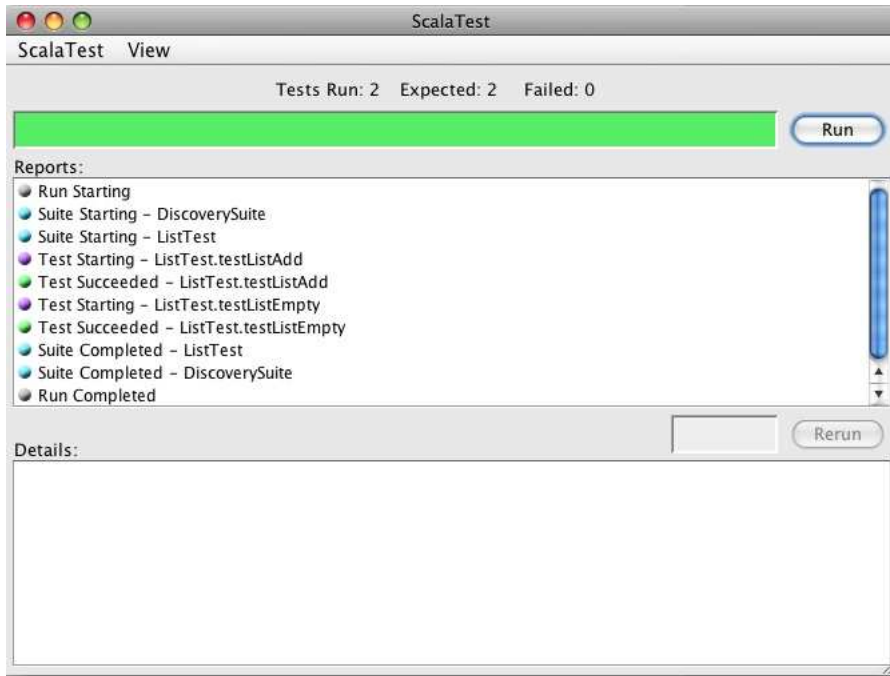 ScalaTest
ScalaTest View
Tests Run: 2 Expected: 2 Failed: 0
Run
Reports:
Run Starting
Suite Starting – DiscoverySuite
Suite Starting – ListTest
Test Starting – ListTest.testListAdd
Test Succeeded – ListTest.testListAdd
Test Starting – ListTest.testListEmpty
Test Succeeded – ListTest.testListEmpty
Suite Completed – ListTest
Suite Completed – DiscoverySuite
Run Completed
Rerun
Details: